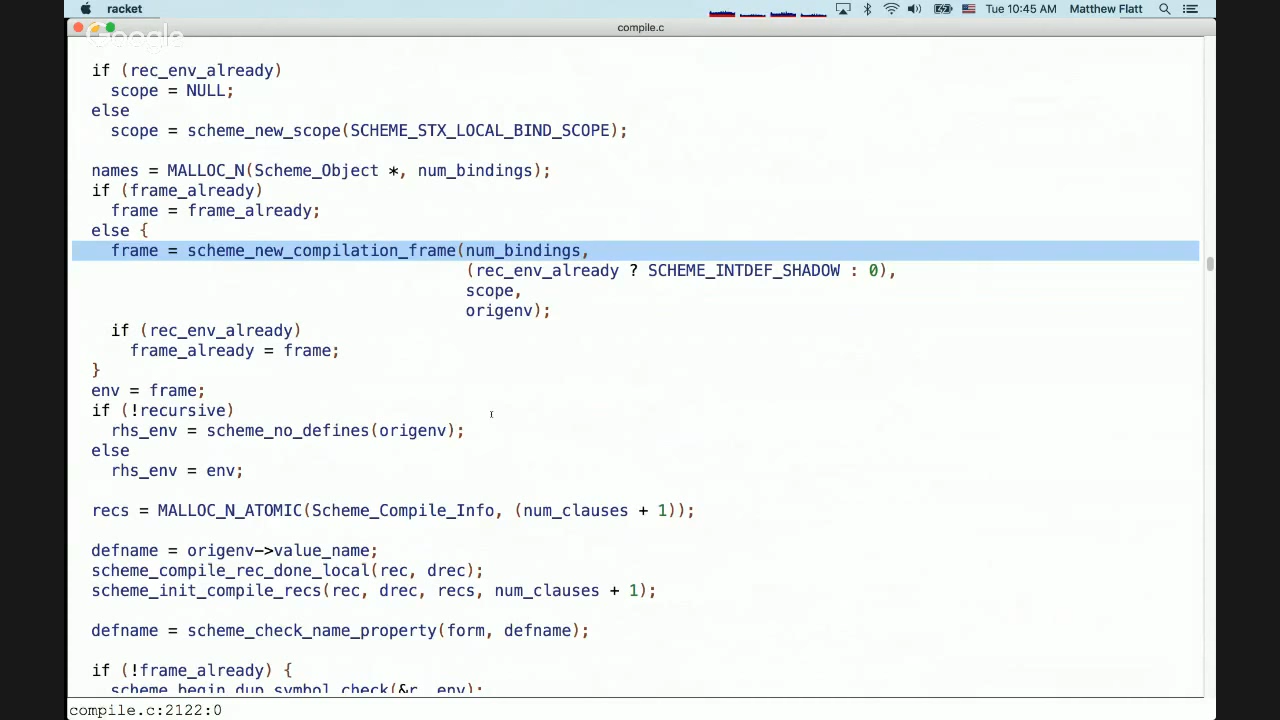 racket
Tue 10:45 AM Matthew Flatt
compile.c
Google
if (rec_env_already)
scope = NULL;
else
scope = scheme_new_scope(SCHEME_STX_LOCAL_BIND_SCOPE);
names = MALLOC_N(Scheme_Object *, num_bindings);
if (frame_already)
frame = frame_already;
else {
frame = scheme_new_compilation_frame(num_bindings,
(rec_env_already ? SCHEME_INTDEF_SHADOW : 0),
scope,
origenv);
if (rec_env_already)
frame_already = frame;
}
env = frame;
if (!recursive)
rhs_env = scheme_no_defines(origenv);
else
rhs_env = env;
recs = MALLOC_N_ATOMIC(Scheme_Compile_Info, (num_clauses + 1));
defname = origenv->value_name;
scheme_compile_rec_done_local(rec, drec);
scheme_init_compile_recs(rec, drec, recs, num_clauses + 1);
defname = scheme_check_name_property(form, defname);
if (!frame_already) {
scheme_begin_dup_symbol_check(&r, env);
compile.c:2122:0